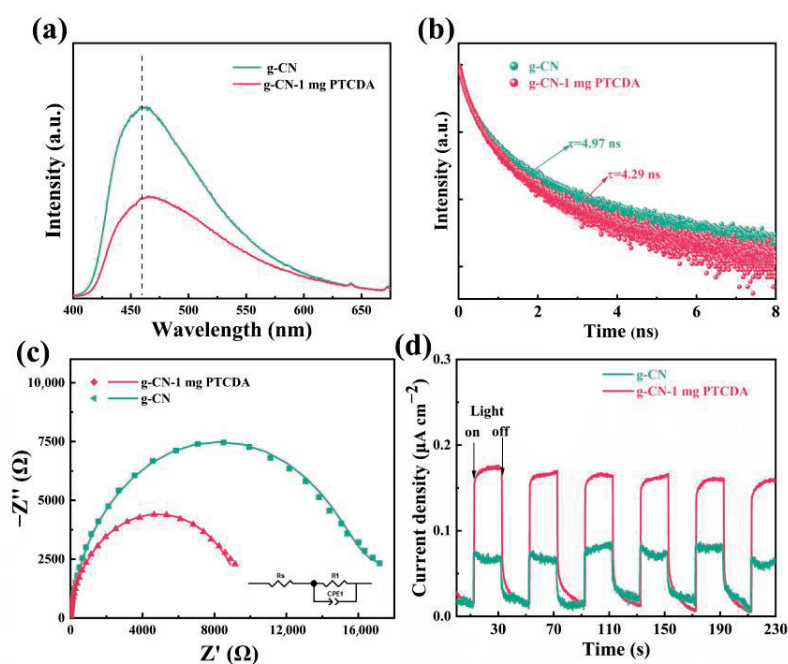 (a)
g-CN
g-CN-1 mg PTCDA
Intensity (a.u.)
400 450 500 550 600 650
Wavelength (nm)
(b)
g-CN
g-CN-1 mg PTCDA
τ=4.97 ns
τ=4.29 ns
Intensity (a.u.)
0 2 4 6 8
Time (ns)
(c)
g-CN-1 mg PTCDA
g-CN
10,000
7500
5000
2500
0
−Z'' (Ω)
Rs R1
CPE1
0 4000 8000 12,000 16,000
Z' (Ω)
(d)
g-CN
g-CN-1 mg PTCDA
Light
on off
0.3
0.2
0.1
0.0
Current density (μA cm−2)
30 70 110 150 190 230
Time (s)